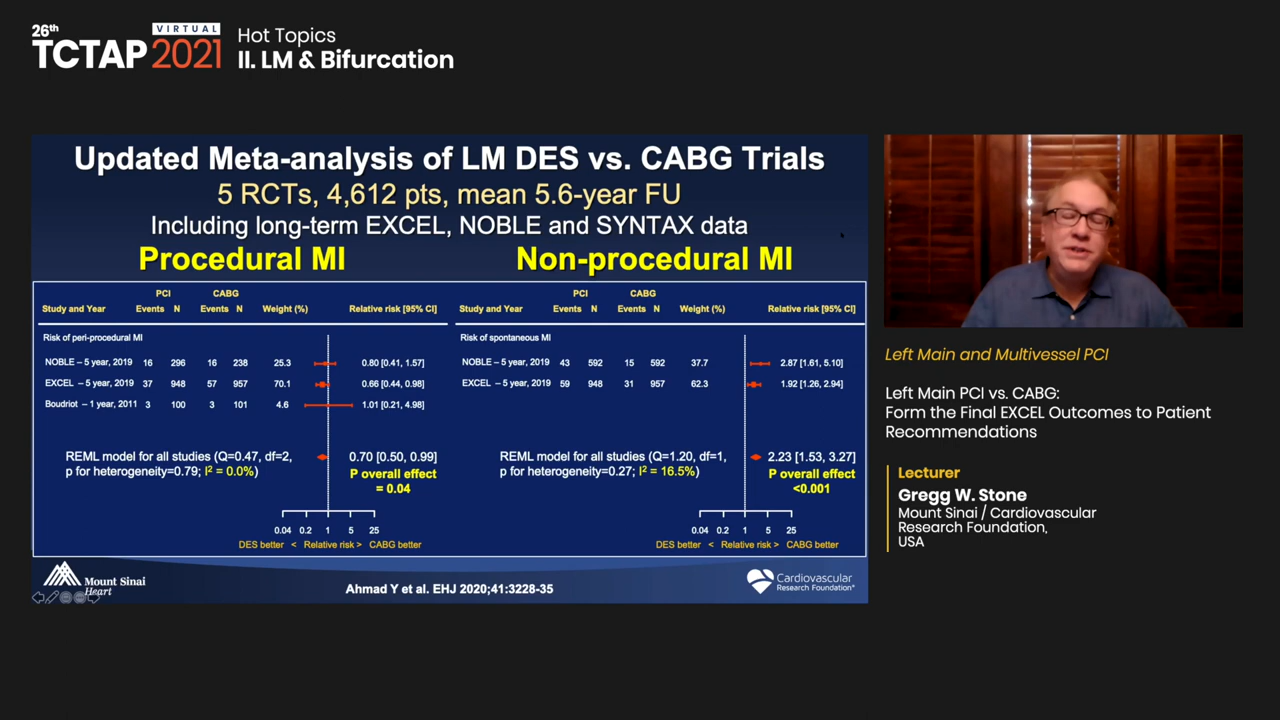 26th
TCTAP
VIRTUAL
2021
Hot Topics
II. LM & Bifurcation
Updated Meta-analysis of LM DES vs. CABG Trials
5 RCTs, 4,612 pts, mean 5.6-year FU
Including long-term EXCEL, NOBLE and SYNTAX data
Procedural MI
PCI CABG
Study and Year Events N Events N Weight (%) Relative risk [95% CI]
Risk of peri-procedural MI
NOBLE – 5 year, 2019 16 296 16 238 25.3 0.80 [0.41, 1.57]
EXCEL – 5 year, 2019 37 948 57 957 70.1 0.66 [0.44, 0.98]
Boudriot – 1 year, 2011 3 100 3 101 4.6 1.01 [0.21, 4.98]
REML model for all studies (Q=0.47, df=2, 0.70 [0.50, 0.99]
p for heterogeneity=0.79; I² = 0.0%) P overall effect
= 0.04
0.04 0.2 1 5 25
DES better < Relative risk > CABG better
Non-procedural MI
PCI CABG
Study and Year Events N Events N Weight (%) Relative risk [95% CI]
Risk of spontaneous MI
NOBLE – 5 year, 2019 43 592 15 592 37.7 2.87 [1.61, 5.10]
EXCEL – 5 year, 2019 59 948 31 957 62.3 1.92 [1.26, 2.94]
REML model for all studies (Q=1.20, df=1, 2.23 [1.53, 3.27]
p for heterogeneity=0.27; I² = 16.5%) P overall effect
<0.001
0.04 0.2 1 5 25
DES better < Relative risk > CABG better
Mount Sinai
Heart
Ahmad Y et al. EHJ 2020;41:3228-35
Cardiovascular
Research Foundation®
Left Main and Multivessel PCI
Left Main PCI vs. CABG:
Form the Final EXCEL Outcomes to Patient
Recommendations
Lecturer
Gregg W. Stone
Mount Sinai / Cardiovascular
Research Foundation,
USA